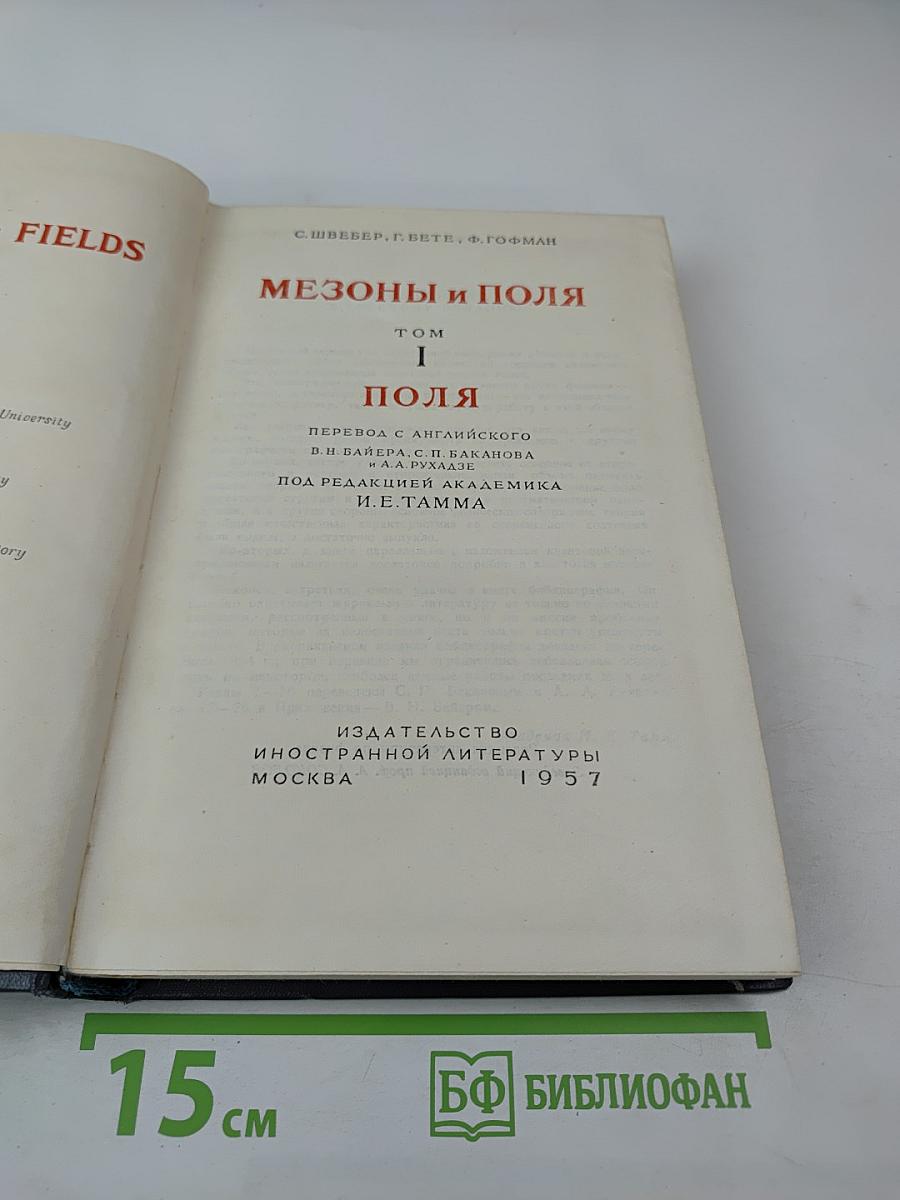 FIELDS
University
С. ШВЕБЕР, Г. БЕТЕ, Ф. ГОФМАН
МЕЗОНЫ и ПОЛЯ
ТОМ
I
ПОЛЯ
ПЕРЕВОД С АНГЛИЙСКОГО
В.Н. БАЙЕРА, С.П. БАКАНОВА
и А.А. РУХАДЗЕ
ПОД РЕДАКЦИЕЙ АКАДЕМИКА
И.Е. ТАММА
ИЗДАТЕЛЬСТВО
ИНОСТРАННОЙ ЛИТЕРАТУРЫ
МОСКВА 1957
15 см
БФ БИБЛИОФАН